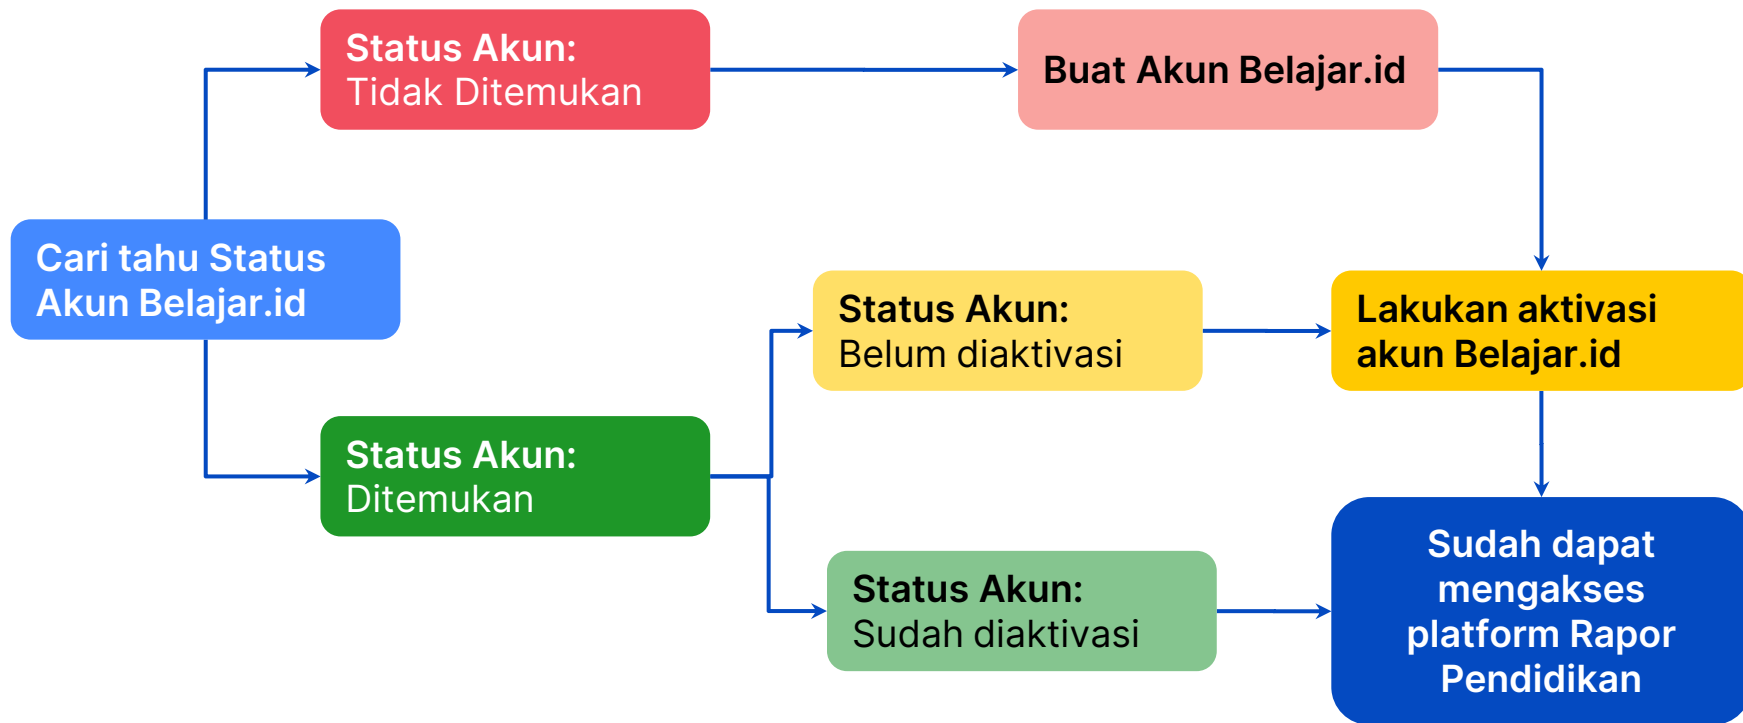 Status Akun:
Tidak Ditemukan
Buat Akun Belajar.id
Cari tahu Status
Akun Belajar.id
Status Akun:
Belum diaktivasi
Lakukan aktivasi
akun Belajar.id
Status Akun:
Ditemukan
Status Akun:
Sudah diaktivasi
Sudah dapat
mengakses
platform Rapor
Pendidikan